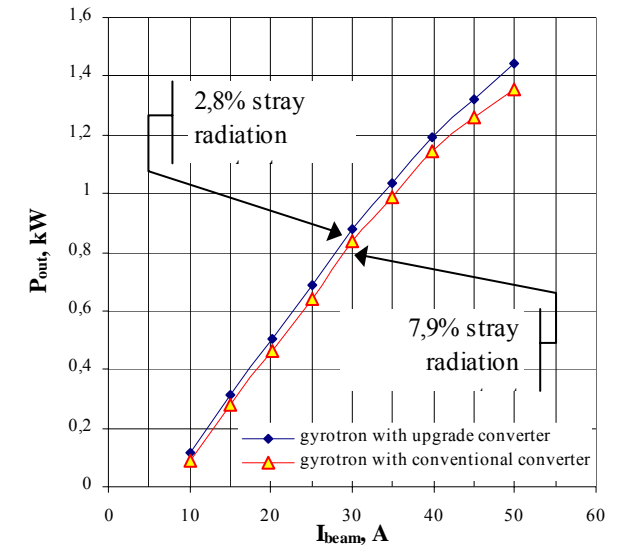 1,6
1,4
1,2
1
0,8
0,6
0,4
0,2
0
P_out, kW
2,8% stray
radiation
7,9% stray
radiation
gyrotron with upgrade converter
gyrotron with conventional converter
0
10
20
30
40
50
60
I_beam, A